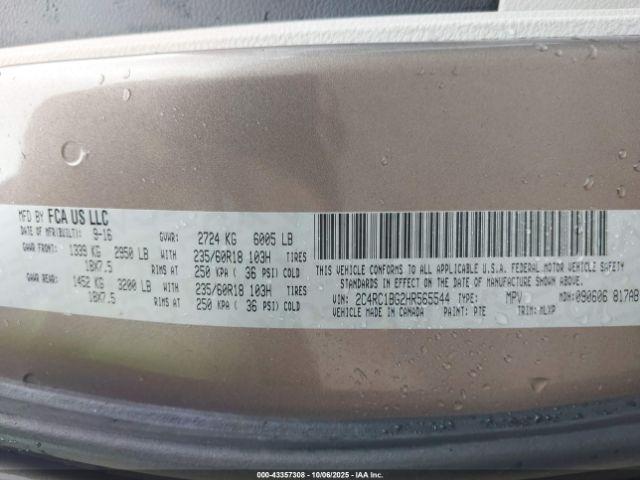 MFD BY FCA US LLC
DATE OF MFR(BUILT): 9-16 GVWR: 2724 KG 6005 LB
GAWR FRONT: 1339 KG 2950 LB WITH 235/60R18 103H TIRES
18X7.5 RIMS AT 250 KPA ( 36 PSI) COLD
GAWR REAR: 1452 KG 3200 LB WITH 235/60R18 103H TIRES
18X7.5 RIMS AT 250 KPA ( 36 PSI) COLD
THIS VEHICLE CONFORMS TO ALL APPLICABLE U.S.A. FEDERAL MOTOR VEHICLE SAFETY
STANDARDS IN EFFECT ON THE DATE OF MANUFACTURE SHOWN ABOVE.
VIN: 2C4RC1BG2HR565544 TYPE: MPV MDH: 090606 817AB
VEHICLE MADE IN CANADA PAINT: PTE TRIM: MLXP
000-43357308 | 10/06/2025 | IAA Inc.